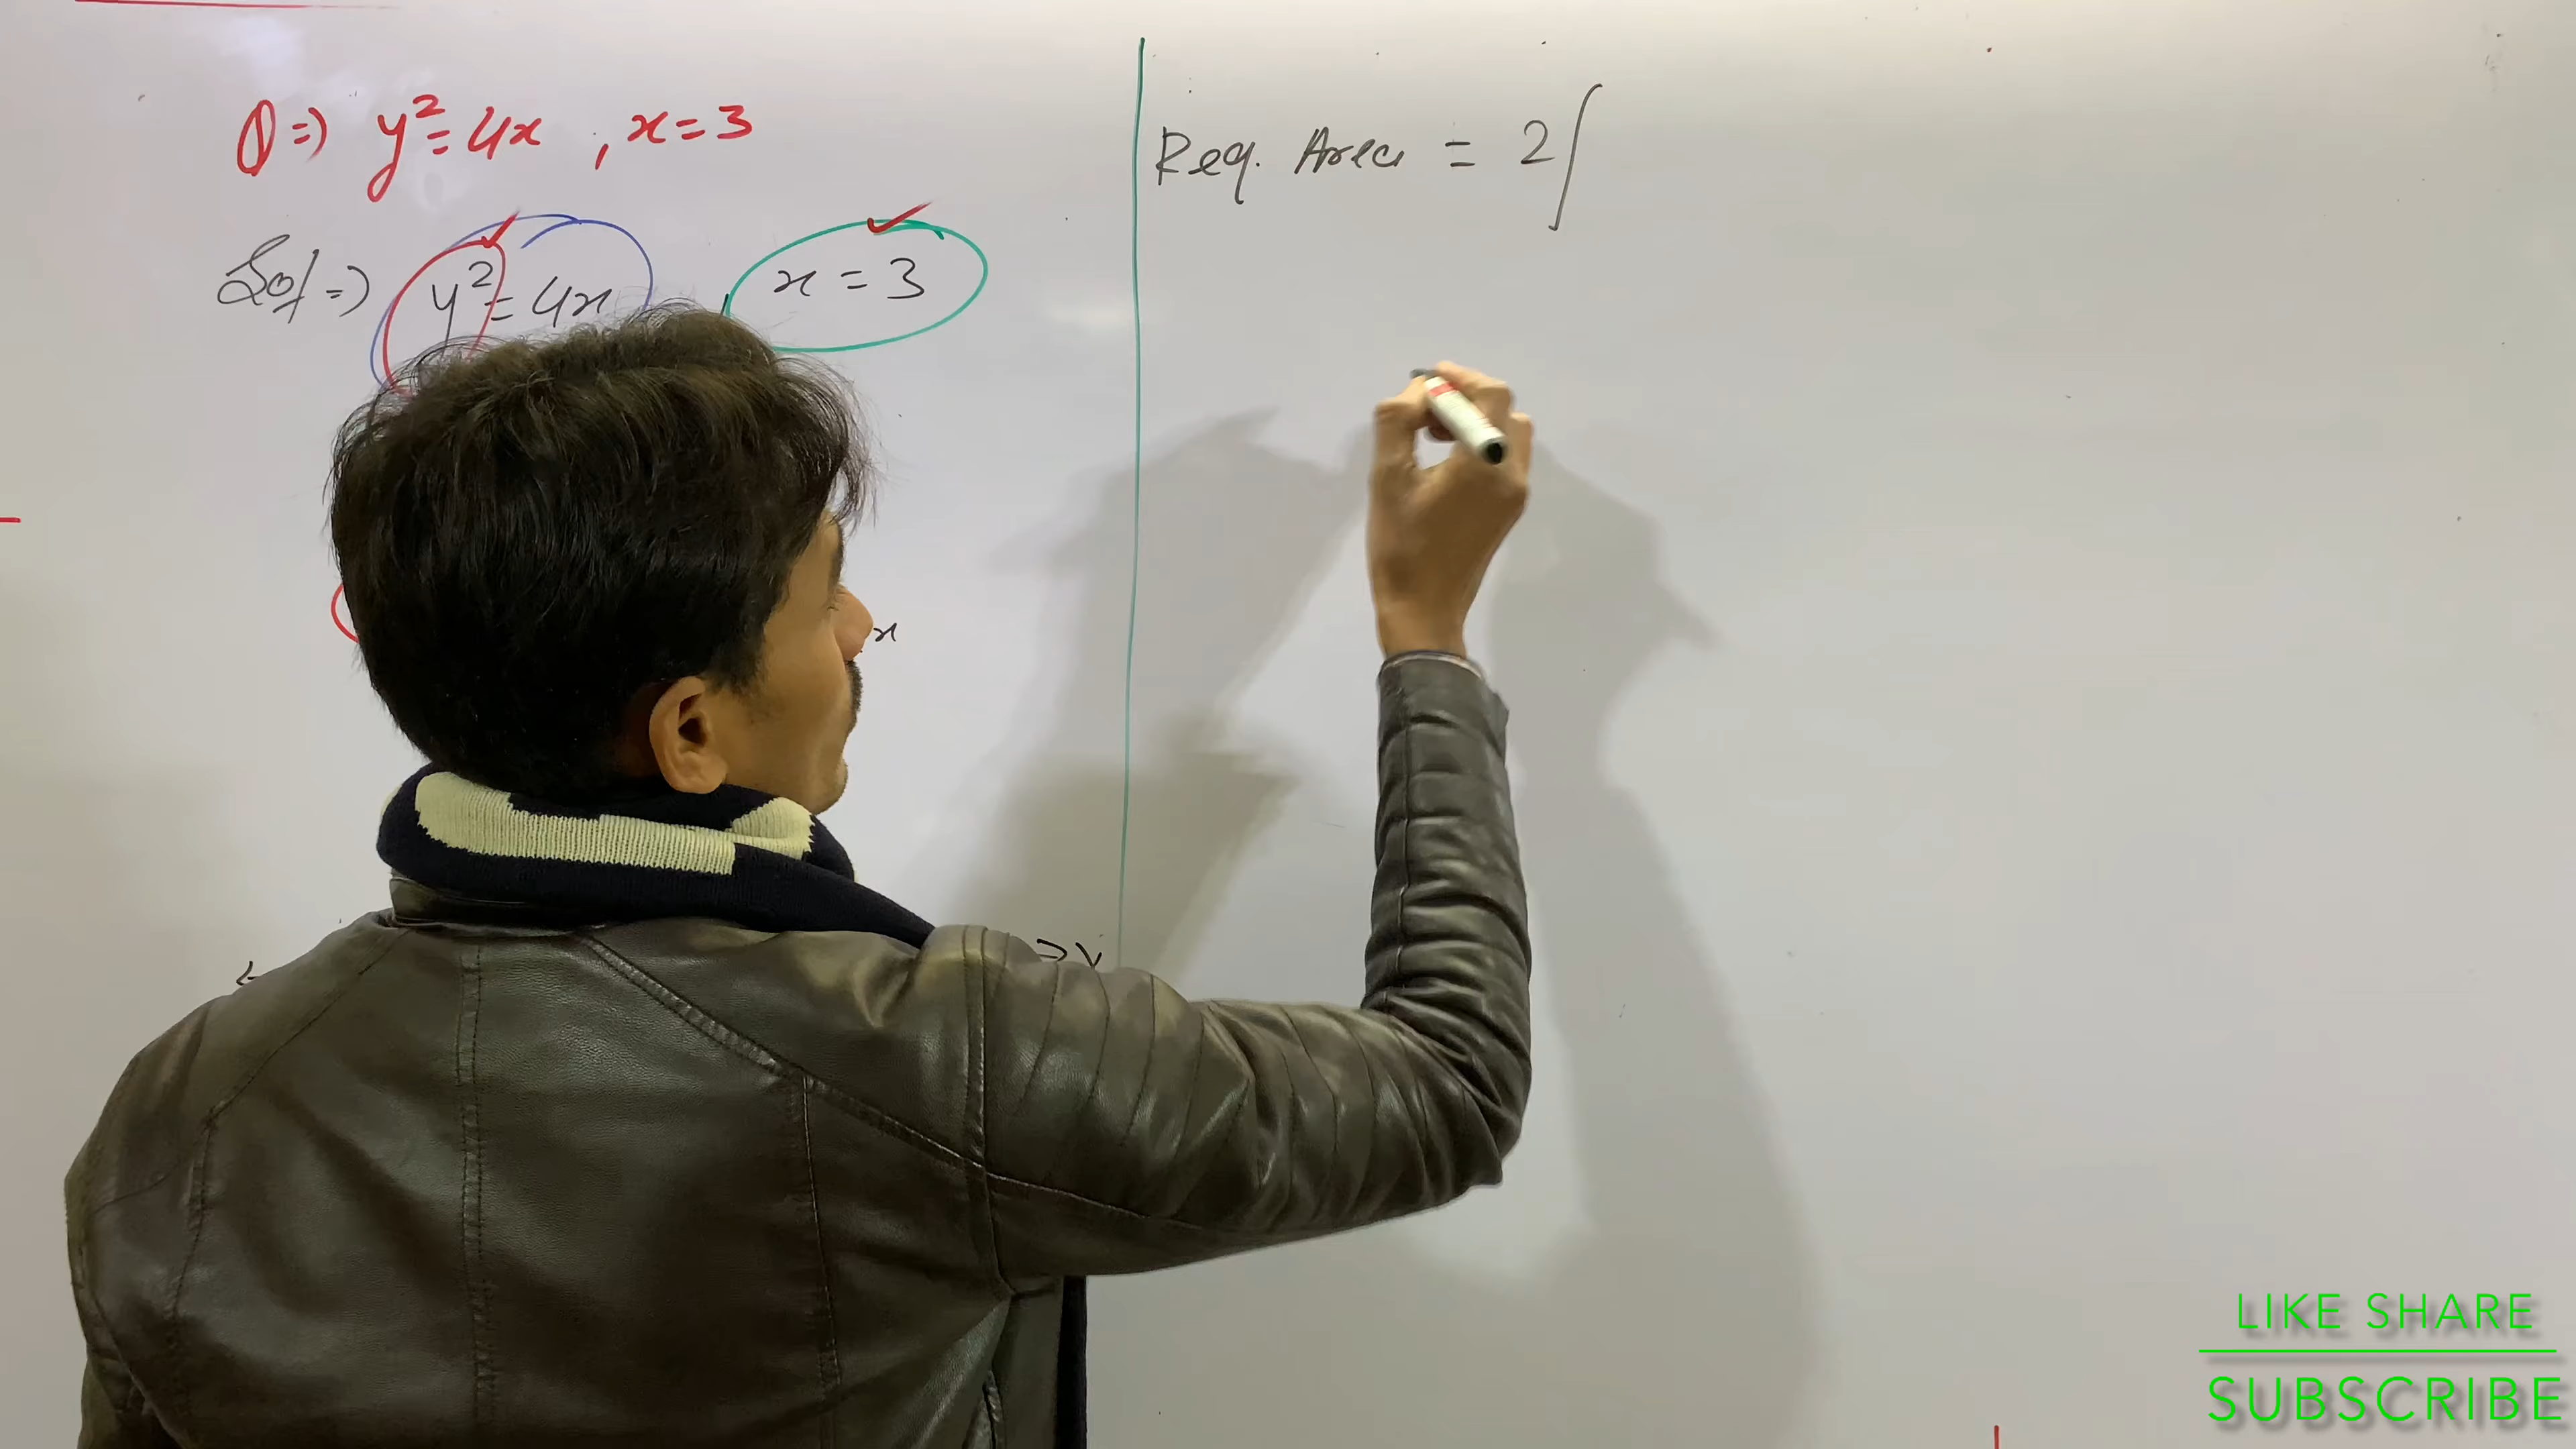 Q⇒ y²=4x , x=3
Sol⇒ y²=4x x=3
x
Req. Area = 2∫
LIKE SHARE
SUBSCRIBE